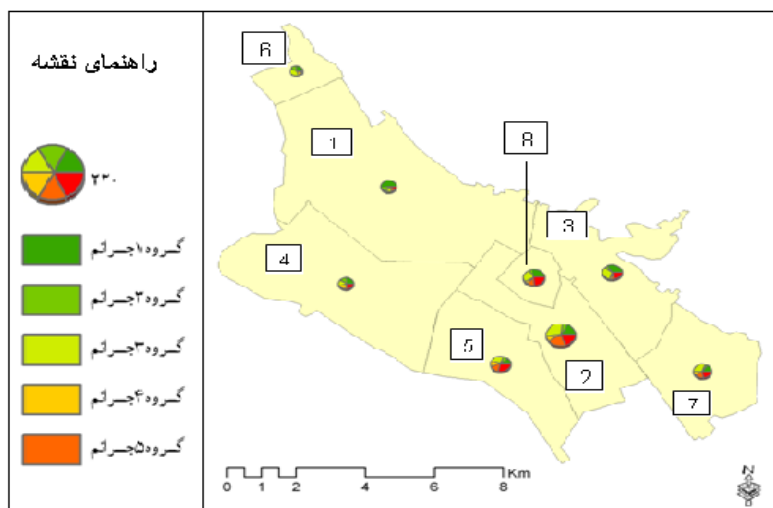 راهنمای نقشه
۲۳۰
گروه۱جرائم
گروه۲جرائم
گروه۳جرائم
گروه۴جرائم
گروه۵جرائم
6
1
8
3
4
5
2
7
Km
0 1 2 4 6 8
N